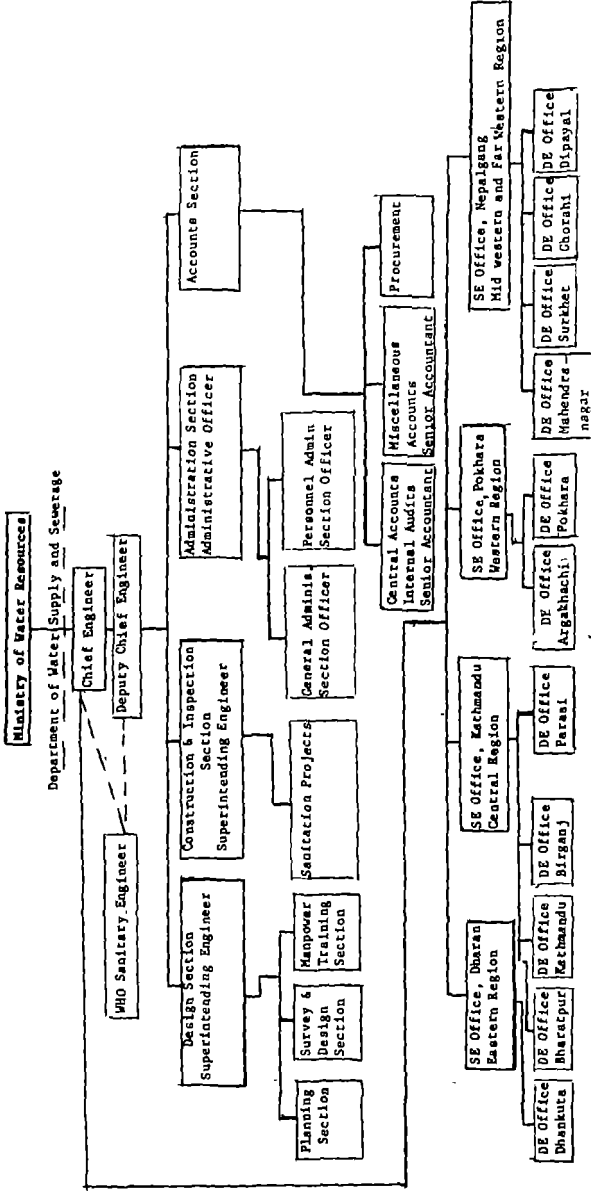 Ministry of Water Resources
Department of Water Supply and Sewerage
Chief Engineer
Deputy Chief Engineer
WHO Sanitary Engineer
Design Section
Superintending Engineer
Construction & Inspection
Section
Superintending Engineer
Administration Section
Administrative Officer
Accounts Section
Planning
Section
Survey &
Design
Section
Manpower
Training
Section
Sanitation Projects
General Adminis.
Section Officer
Personnel Admin
Section Officer
Central Accounts
Internal Audits
Senior Accountant
Miscellaneous
Accounts
Senior Accountant
Procurement
SE Office, Dharan
Eastern Region
SE Office, Kathmandu
Central Region
SE Office, Pokhara
Western Region
SE Office, Nepalgang
Mid western and Far Western Region
DE Office
Dhankuta
DE Office
Bharatpur
DE Office
Kathmandu
DE Office
Birganj
DE Office
Parasi
DE Office
Argakhachi
DE Office
Pokhara
DE Office
Mahendra-
nagar
DE Office
Surkhet
DE Office
Ghorahi
DE Office
Dipayal